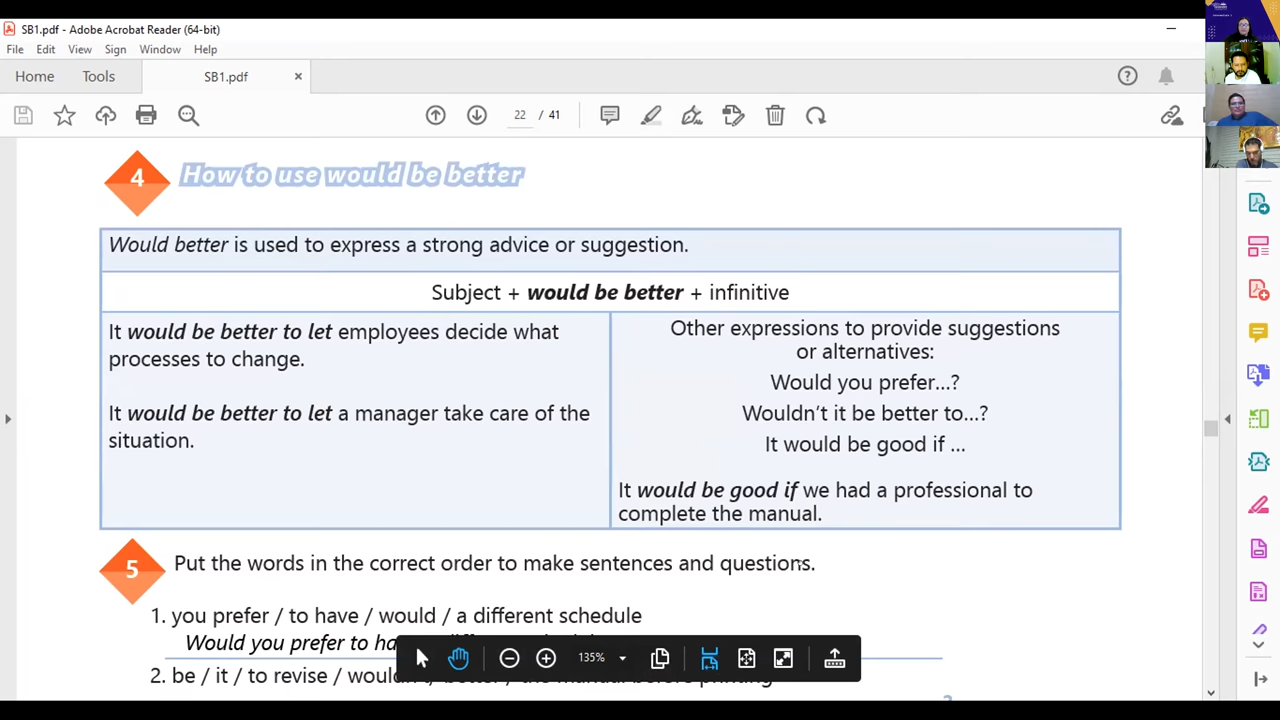 SB1.pdf - Adobe Acrobat Reader (64-bit)
File Edit View Sign Window Help
Home Tools SB1.pdf ×
22 / 41
4 How to use would be better
Would better is used to express a strong advice or suggestion.
Subject + would be better + infinitive
It would be better to let employees decide what
processes to change.
It would be better to let a manager take care of the
situation.
Other expressions to provide suggestions
or alternatives:
Would you prefer...?
Wouldn't it be better to...?
It would be good if ...
It would be good if we had a professional to
complete the manual.
5 Put the words in the correct order to make sentences and questions.
1. you prefer / to have / would / a different schedule
Would you prefer to ha
135%
2. be / it / to revise / wouldn't / better / the manual before printing